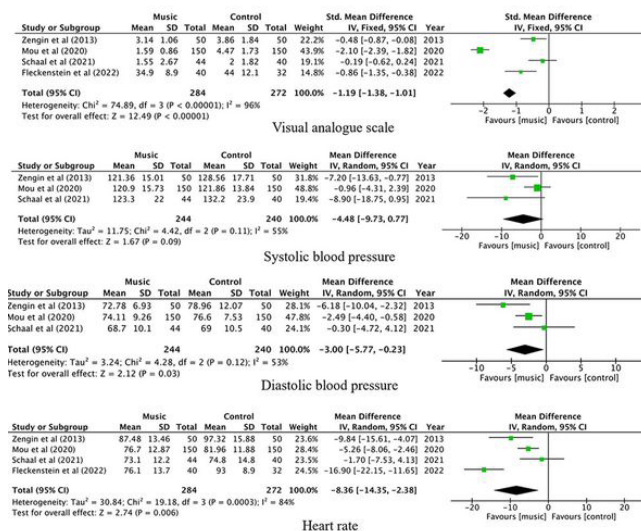 Music Control Std. Mean Difference Std. Mean Difference
Study or Subgroup Mean SD Total Mean SD Total Weight IV, Fixed, 95% CI Year IV, Fixed, 95% CI
Zengin et al (2013) 3.14 1.06 50 3.86 1.84 50 22.2% -0.48 [-0.87, -0.08] 2013
Mou et al (2020) 1.59 0.86 150 4.47 1.73 150 43.9% -2.10 [-2.39, -1.82] 2020
Schaal et al (2021) 1.55 2.67 44 2 1.82 40 19.4% -0.19 [-0.62, 0.24] 2021
Fleckenstein et al (2022) 34.9 8.9 40 44 12.1 32 14.5% -0.86 [-1.35, -0.38] 2022
Total (95% CI) 284 272 100.0% -1.19 [-1.38, -1.01]
Heterogeneity: Chi² = 74.89, df = 3 (P < 0.00001); I² = 96%
Test for overall effect: Z = 12.49 (P < 0.00001)
-4 -2 0 2 4
Favours [music] Favours [control]
Visual analogue scale
Music Control Mean Difference Mean Difference
Study or Subgroup Mean SD Total Mean SD Total Weight IV, Random, 95% CI Year IV, Random, 95% CI
Zengin et al (2013) 121.36 15.01 50 128.56 17.71 50 31.8% -7.20 [-13.63, -0.77] 2013
Mou et al (2020) 120.9 15.73 150 121.86 13.84 150 48.8% -0.96 [-4.31, 2.39] 2020
Schaal et al (2021) 123.3 22 44 132.2 23.9 40 19.4% -8.90 [-18.75, 0.95] 2021
Total (95% CI) 244 240 100.0% -4.48 [-9.73, 0.77]
Heterogeneity: Tau² = 11.75; Chi² = 4.42, df = 2 (P = 0.11); I² = 55%
Test for overall effect: Z = 1.67 (P = 0.09)
-20 -10 0 10 20
Favours [music] Favours [control]
Systolic blood pressure
Music Control Mean Difference Mean Difference
Study or Subgroup Mean SD Total Mean SD Total Weight IV, Random, 95% CI Year IV, Random, 95% CI
Zengin et al (2013) 72.78 6.93 50 78.96 12.07 50 28.1% -6.18 [-10.04, -2.32] 2013
Mou et al (2020) 74.11 9.26 150 76.6 7.53 150 47.8% -2.49 [-4.40, -0.58] 2020
Schaal et al (2021) 68.7 10.1 44 69 10.5 40 24.1% -0.30 [-4.72, 4.12] 2021
Total (95% CI) 244 240 100.0% -3.00 [-5.77, -0.23]
Heterogeneity: Tau² = 3.24; Chi² = 4.28, df = 2 (P = 0.12); I² = 53%
Test for overall effect: Z = 2.12 (P = 0.03)
-10 -5 0 5 10
Favours [music] Favours [control]
Diastolic blood pressure
Music Control Mean Difference Mean Difference
Study or Subgroup Mean SD Total Mean SD Total Weight IV, Random, 95% CI Year IV, Random, 95% CI
Zengin et al (2013) 87.48 13.46 50 97.32 15.88 50 23.6% -9.84 [-15.61, -4.07] 2013
Mou et al (2020) 76.7 12.87 150 81.96 11.88 150 28.5% -5.26 [-8.06, -2.46] 2020
Schaal et al (2021) 73.1 12.2 44 74.8 14.8 40 23.5% -1.70 [-7.53, 4.13] 2021
Fleckenstein et al (2022) 76.1 13.7 40 93 8.9 32 24.5% -16.90 [-22.15, -11.65] 2022
Total (95% CI) 284 272 100.0% -8.36 [-14.35, -2.38]
Heterogeneity: Tau² = 30.84; Chi² = 19.18, df = 3 (P = 0.0003); I² = 84%
Test for overall effect: Z = 2.74 (P = 0.006)
-20 -10 0 10 20
Favours [music] Favours [control]
Heart rate